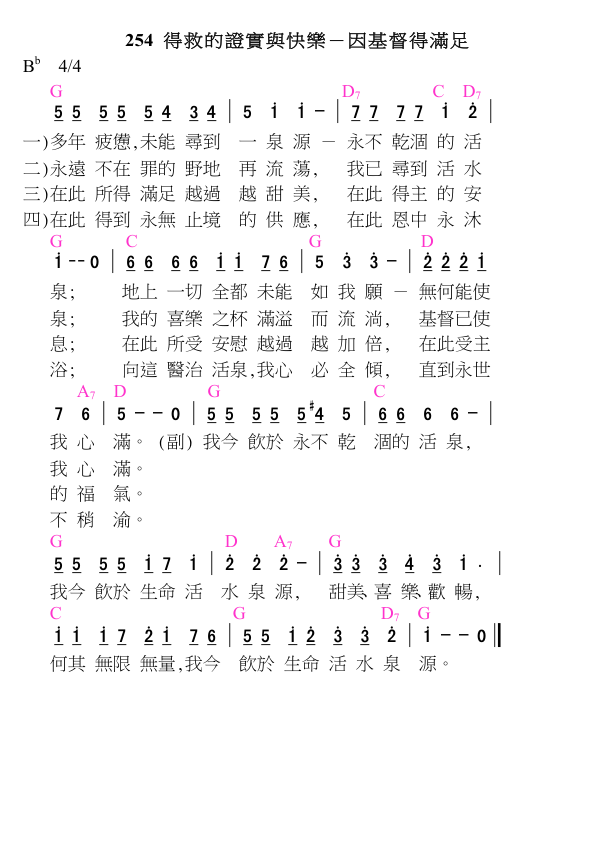 254 得救的證實與快樂－因基督得滿足
Bb 4/4
G D7 C D7
5 5 5 5 5 4 3 4 | 5 i i － | 7 7 7 7 i 2 |
一)多年 疲憊,未能 尋到 一 泉 源 － 永不 乾涸 的 活
二)永遠 不在 罪的 野地 再 流 蕩， 我已 尋到 活 水
三)在此 所得 滿足 越過 越 甜 美， 在此 得主 的 安
四)在此 得到 永無 止境 的 供 應， 在此 恩中 永 沐
G C G D
i -- 0 | 6 6 6 6 i i 7 6 | 5 3 3 － | 2 2 2 i
泉； 地上 一切 全都 未能 如 我 願 － 無何能使
泉； 我的 喜樂 之杯 滿溢 而 流 淌， 基督已使
息； 在此 所受 安慰 越過 越 加 倍， 在此受主
浴； 向這 醫治 活泉,我心 必 全 傾， 直到永世
A7 D G C
7 6 | 5 － － 0 | 5 5 5 5 5 #4 5 | 6 6 6 6 － |
我 心 滿。 (副) 我今 飲於 永不 乾 涸的 活 泉，
我 心 滿。
的 福 氣。
不 稍 渝。
G D A7 G
5 5 5 5 i 7 i | 2 2 2 － | 3 3 3 4 3 i . |
我今 飲於 生命 活 水 泉 源， 甜美、喜 樂、歡 暢，
C G D7 G
i i i 7 2 i 7 6 | 5 5 i 2 3 3 2 | i － － 0 ‖
何其 無限 無量,我今 飲於 生命 活 水 泉 源。